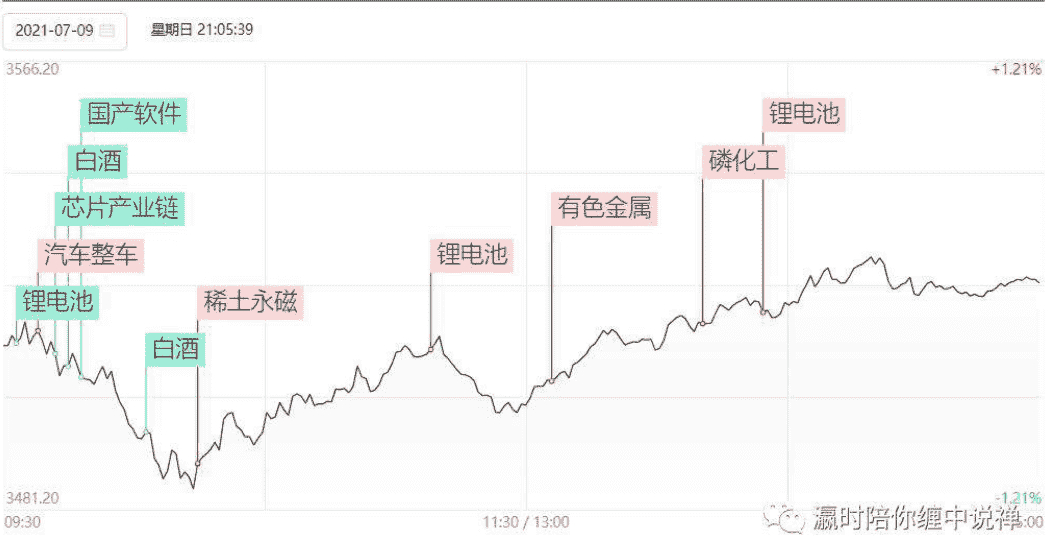 2021-07-09 星期日 21:05:39
3566.20 +1.21%
国产软件
锂电池
白酒
磷化工
芯片产业链
有色金属
汽车整车
锂电池
锂电池
稀土永磁
白酒
3481.20 -1.21%
09:30 11:30 / 13:00
瀛时陪你缠中说禅